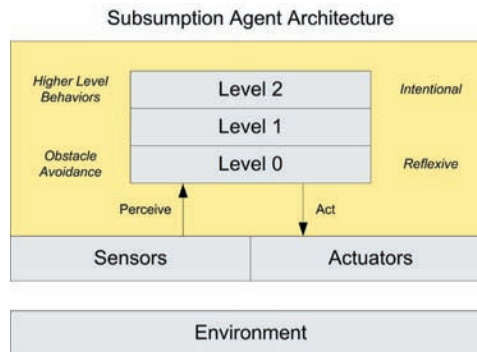 Subsumption Agent Architecture
Higher Level
Behaviors
Level 2
Intentional
Level 1
Obstacle
Avoidance
Level 0
Reflexive
Perceive
Act
Sensors
Actuators
Environment